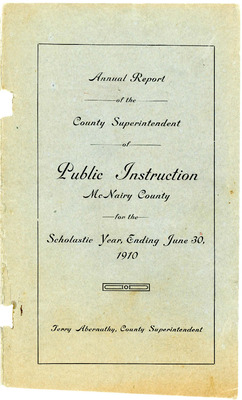 Annual Report
of the
County Superintendent
of
Public Instruction
McNairy County
for the
Scholastic Year, Ending June 30,
1910
Terry Abernathy, County Superintendent